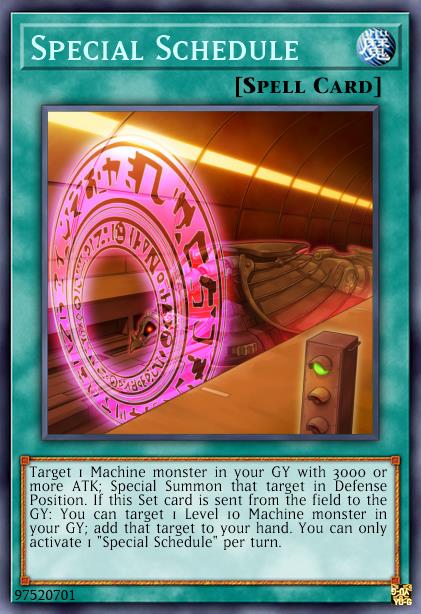 Special Schedule
魔
[Spell Card]
Target 1 Machine monster in your GY with 3000 or
more ATK; Special Summon that target in Defense
Position. If this Set card is sent from the field to the
GY: You can target 1 Level 10 Machine monster in
your GY; add that target to your hand. You can only
activate 1 "Special Schedule" per turn.
97520701